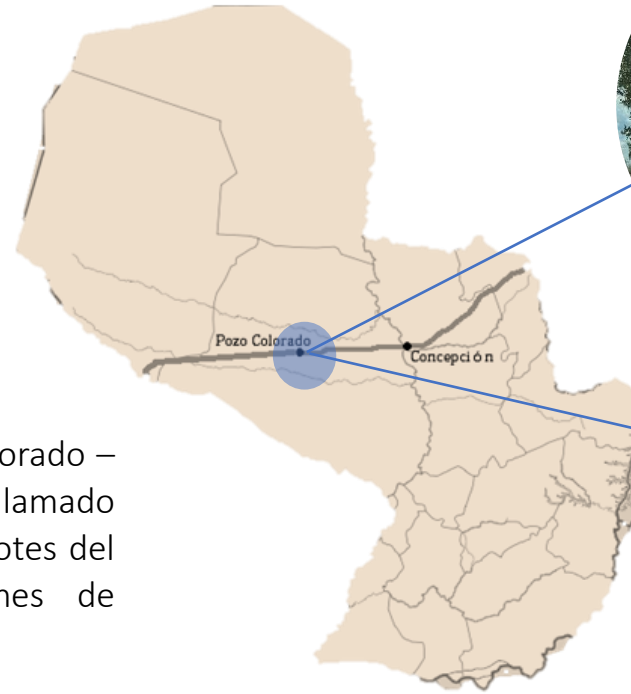 Pozo Colorado
Concepción
orado –
lamado
otes del
nes de